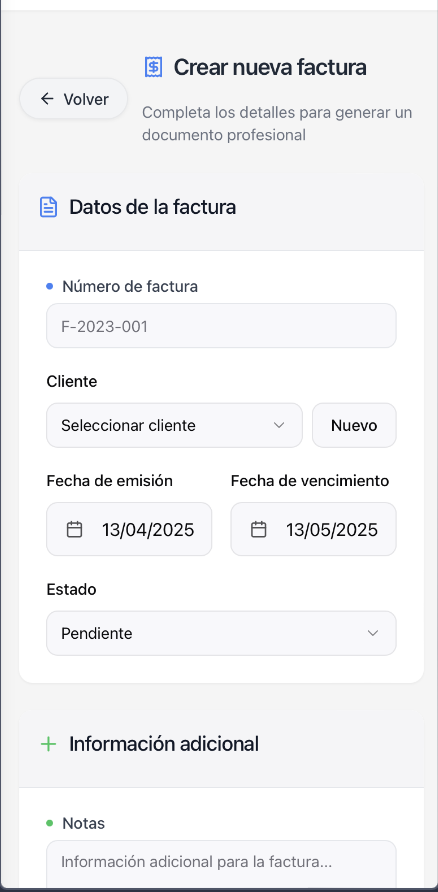 Volver
Crear nueva factura
Completa los detalles para generar un
documento profesional
Datos de la factura
Número de factura
F-2023-001
Cliente
Seleccionar cliente
Nuevo
Fecha de emisión
Fecha de vencimiento
13/04/2025
13/05/2025
Estado
Pendiente
Información adicional
Notas
Información adicional para la factura...